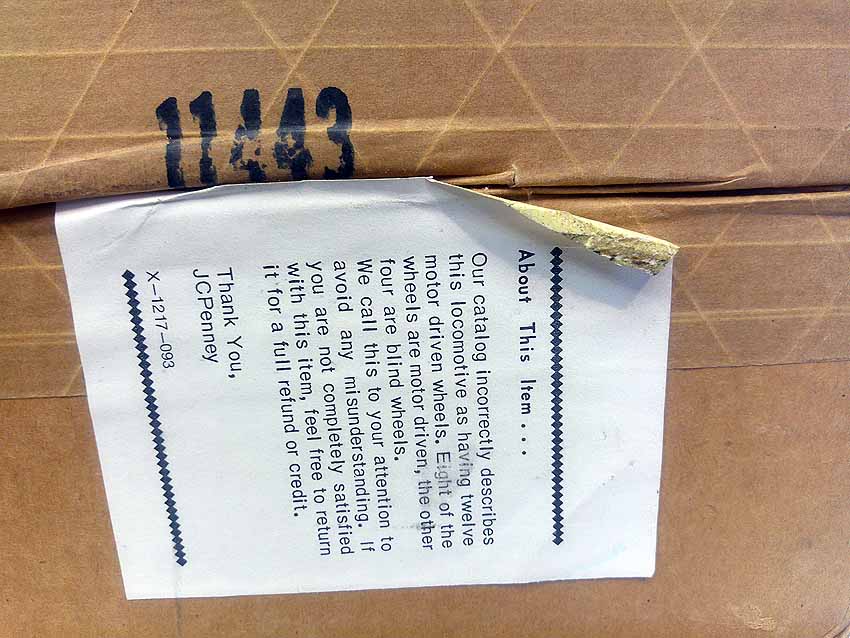 11443
About This Item...
Our catalog incorrectly describes
this locomotive as having twelve
motor driven wheels. Eight of the
wheels are motor driven, the other
four are blind wheels.
We call this to your attention to
avoid any misunderstanding. If
you are not completely satisfied
with this item, feel free to return
it for a full refund or credit.
Thank You,
JCPenney
X-1217-093